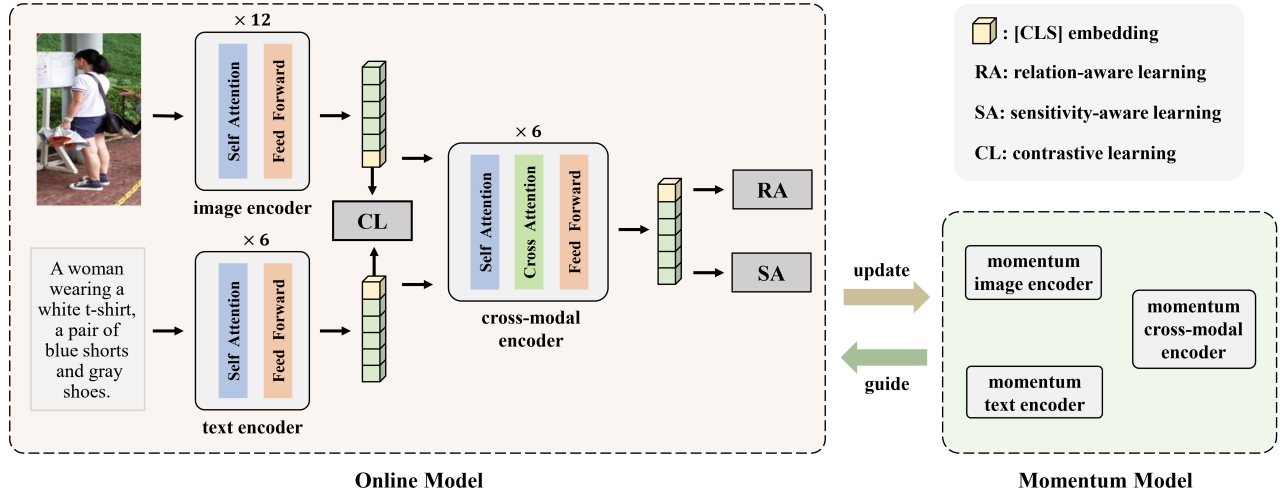 × 12
Self Attention
Feed Forward
image encoder
A woman
wearing a
white t-shirt,
a pair of
blue shorts
and gray
shoes.
× 6
Self Attention
Feed Forward
text encoder
CL
× 6
Self Attention
Cross Attention
Feed Forward
cross-modal
encoder
RA
SA
Online Model
: [CLS] embedding
RA: relation-aware learning
SA: sensitivity-aware learning
CL: contrastive learning
update
guide
momentum
image encoder
momentum
cross-modal
encoder
momentum
text encoder
Momentum Model